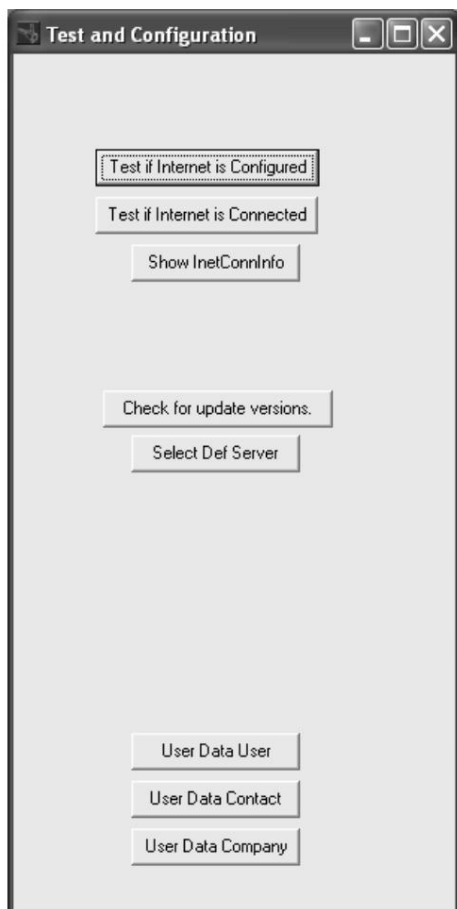 Test and Configuration
Test if Internet is Configured
Test if Internet is Connected
Show InetConnInfo
Check for update versions.
Select Def Server
User Data User
User Data Contact
User Data Company